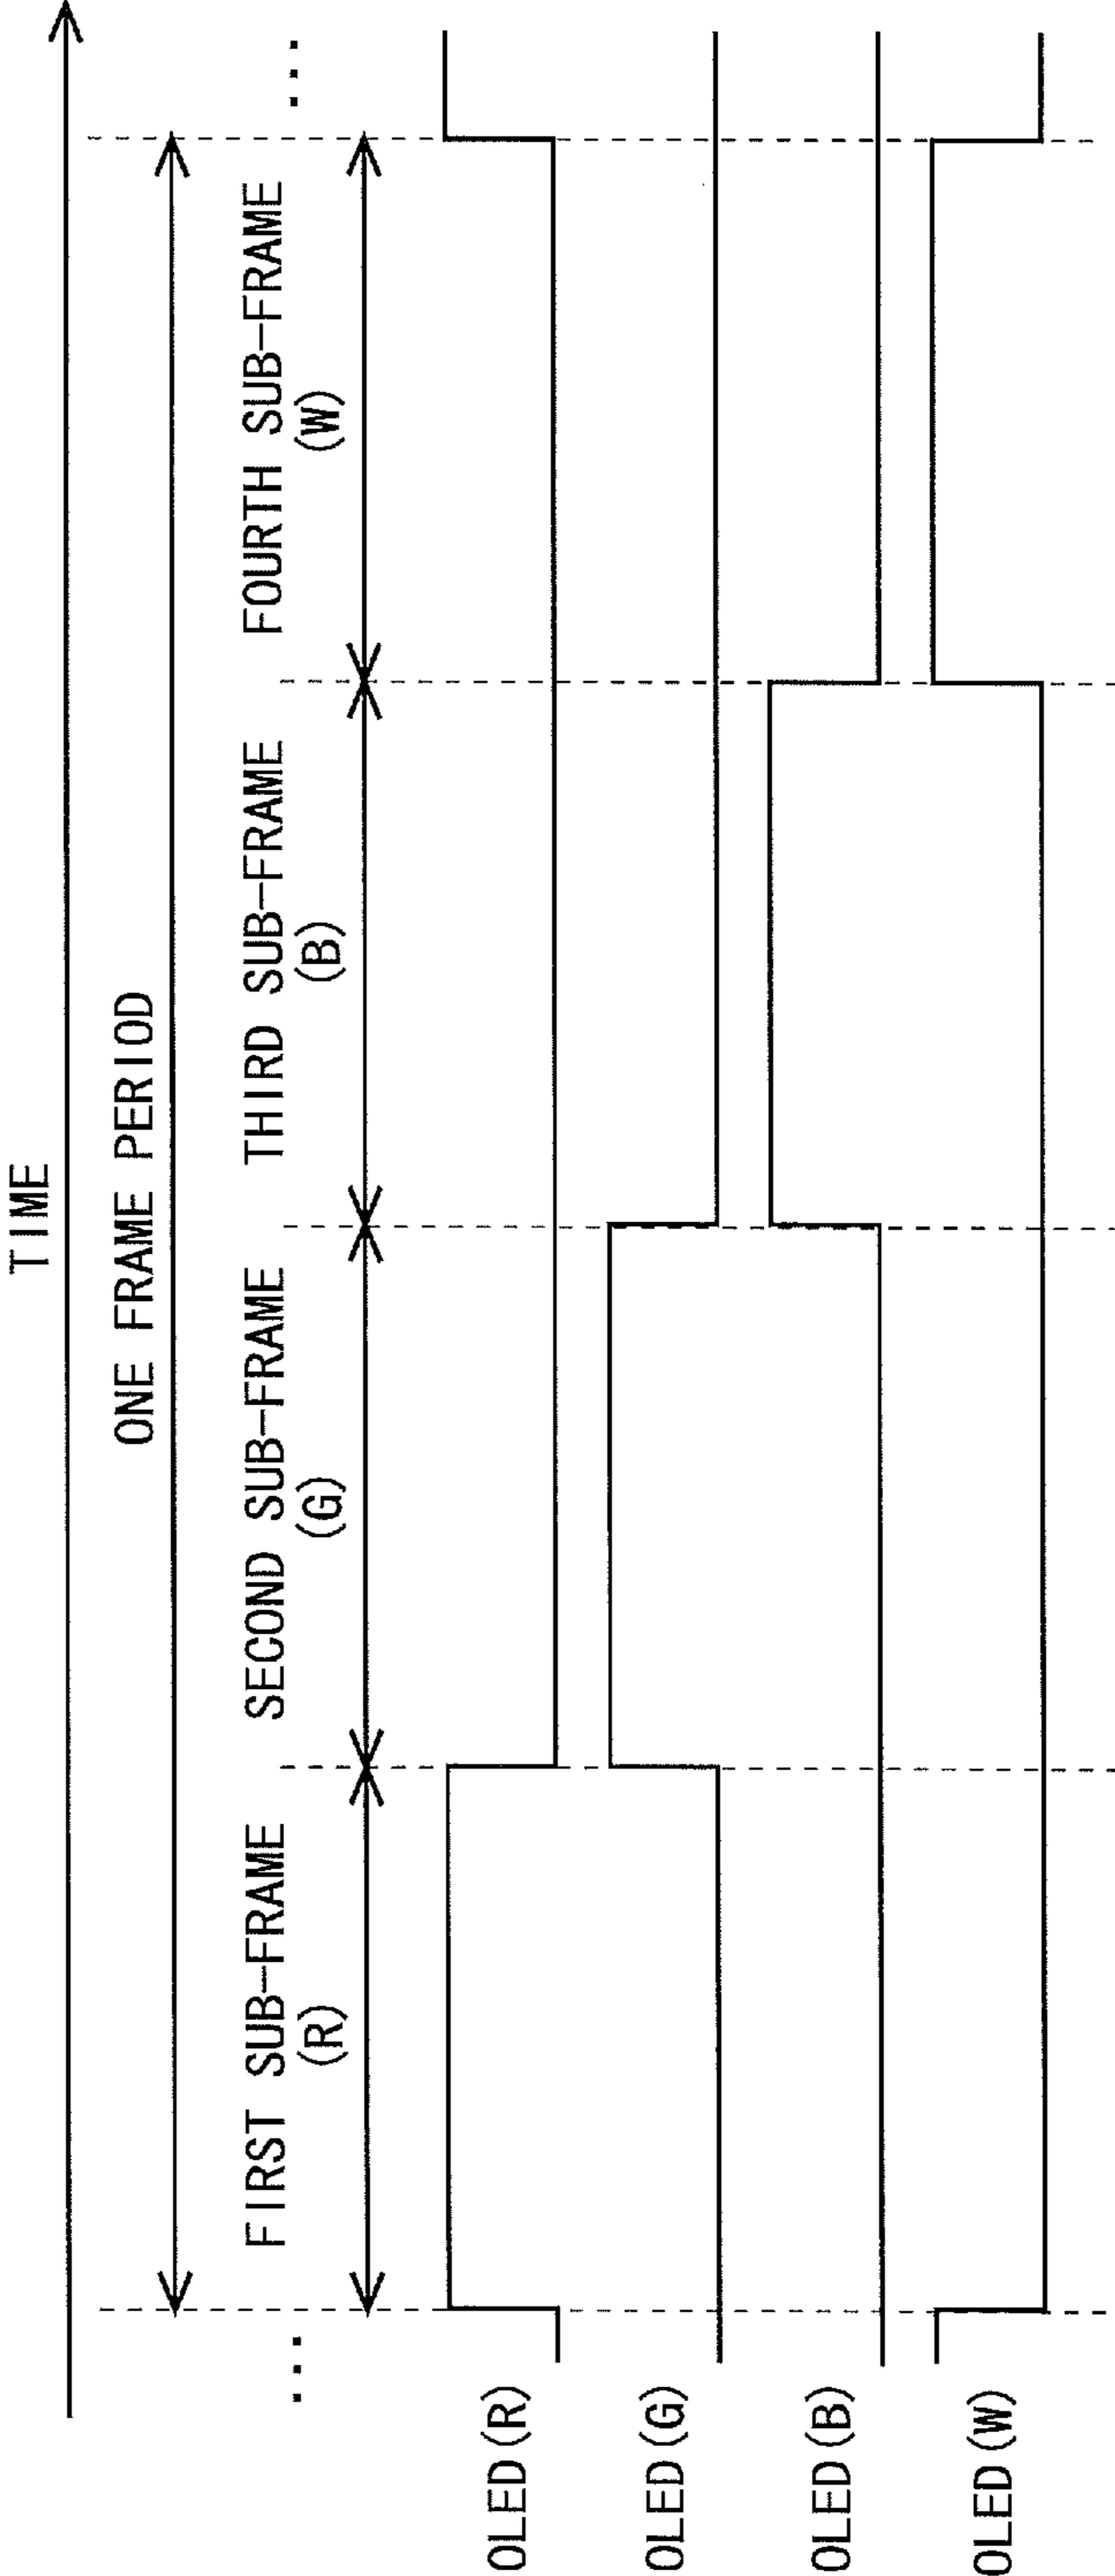 TIME
ONE FRAME PERIOD
...
FIRST SUB-FRAME
(R)
SECOND SUB-FRAME
(G)
THIRD SUB-FRAME
(B)
FOURTH SUB-FRAME
(W)
...
OLED(R)
OLED(G)
OLED(B)
OLED(W)